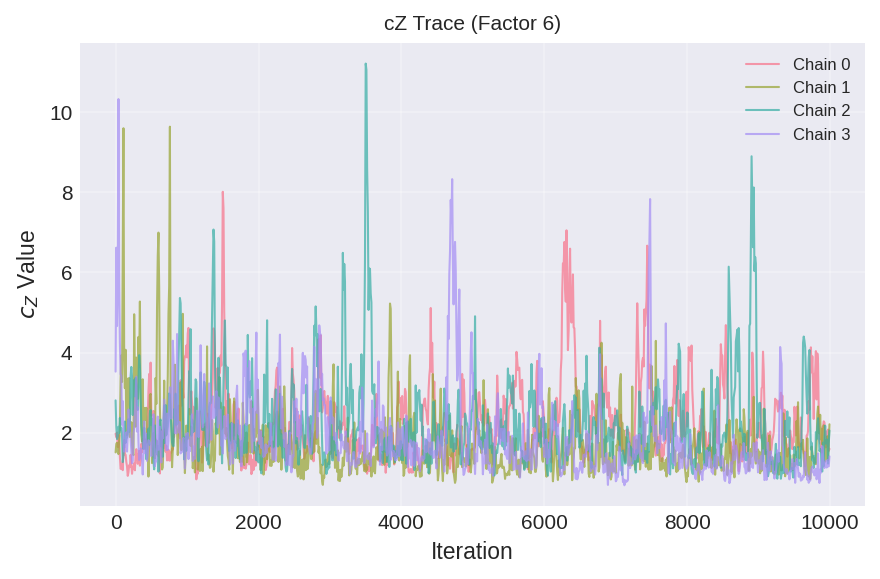 cZ Trace (Factor 6)
Chain 0
Chain 1
Chain 2
Chain 3
10
8
6
4
2
cZ Value
0 2000 4000 6000 8000 10000
Iteration